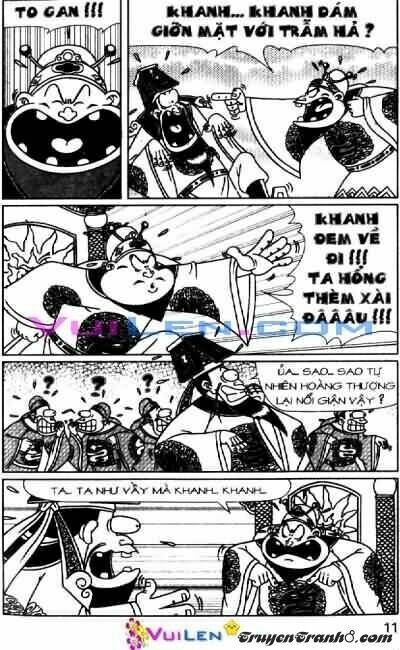 TO GAN !!!
KHANH... KHANH DÁM
GIỠN MẶT VỚI TRẪM HẢ ?
KHANH
ĐEM VỀ
ĐI !!!
TA HỔNG
THÈM XÀI
ĐÂÂÂU !!!
VuiLen.com
? ? ?
ỦA... SAO... SAO TỰ
NHIÊN HOÀNG THƯỢNG
LẠI NỔI GIẬN VẬY ?
TA... TA NHƯ VẦY MÀ KHANH... KHANH...
11
VuiLen
TruyenTranh8.com